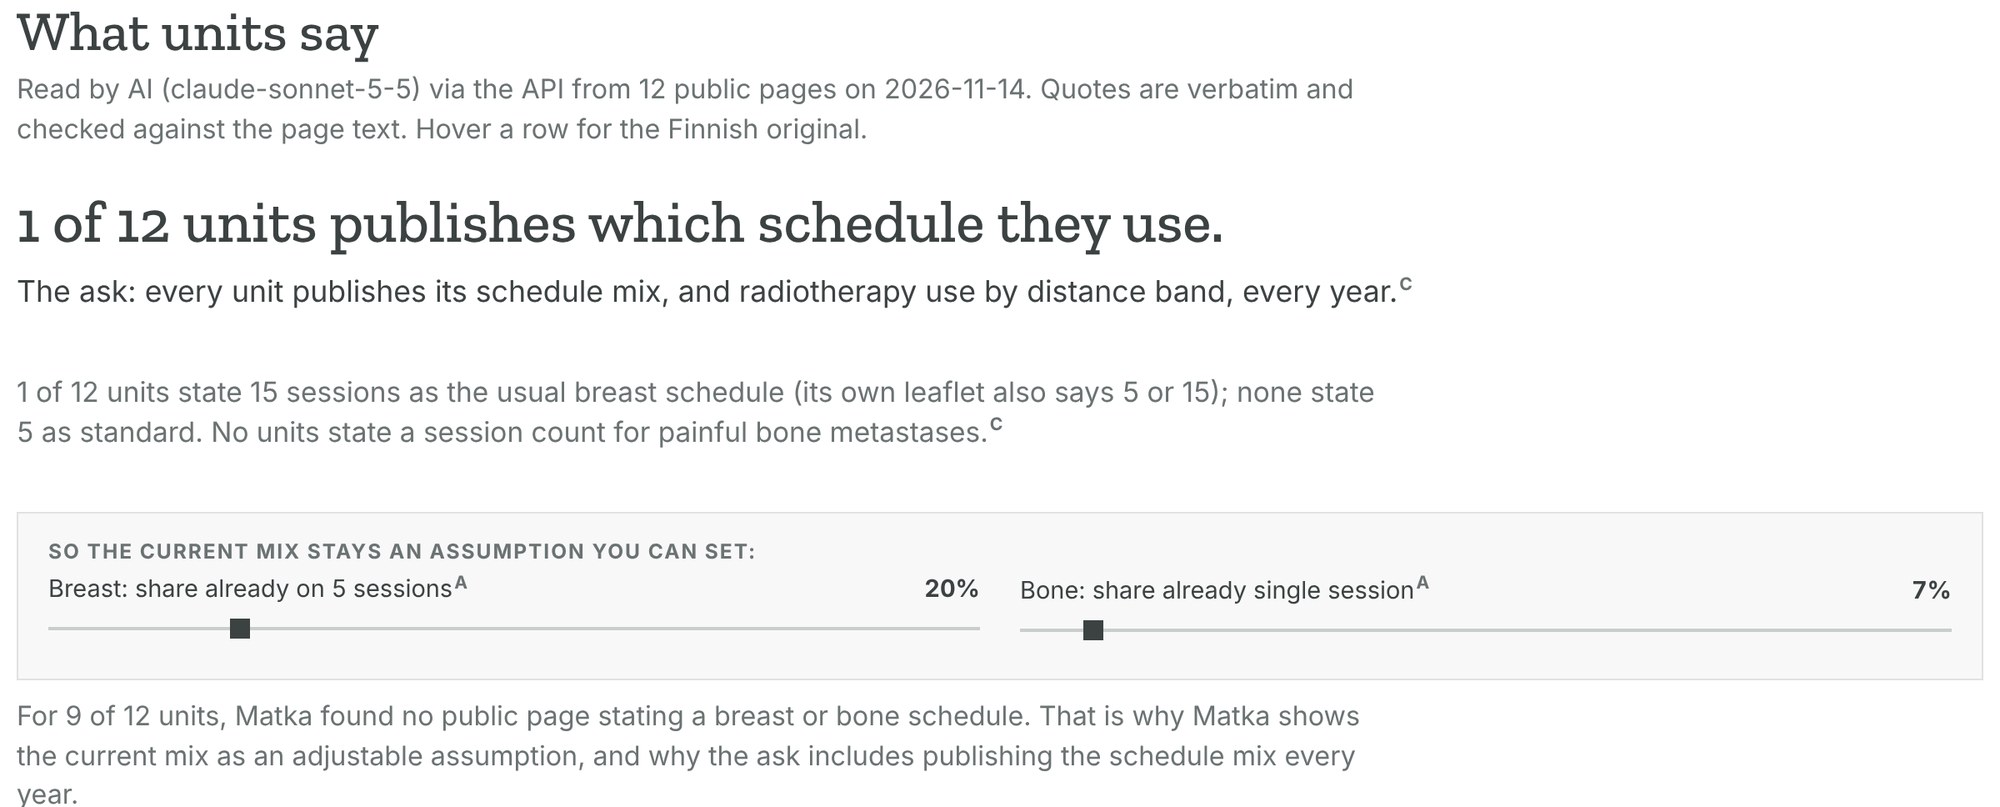 What units say
Read by AI (claude-sonnet-5-5) via the API from 12 public pages on 2026-11-14. Quotes are verbatim and
checked against the page text. Hover a row for the Finnish original.
1 of 12 units publishes which schedule they use.
The ask: every unit publishes its schedule mix, and radiotherapy use by distance band, every year.C
1 of 12 units state 15 sessions as the usual breast schedule (its own leaflet also says 5 or 15); none state
5 as standard. No units state a session count for painful bone metastases.C
SO THE CURRENT MIX STAYS AN ASSUMPTION YOU CAN SET:
Breast: share already on 5 sessionsA 20%
Bone: share already single sessionA 7%
For 9 of 12 units, Matka found no public page stating a breast or bone schedule. That is why Matka shows
the current mix as an adjustable assumption, and why the ask includes publishing the schedule mix every
year.